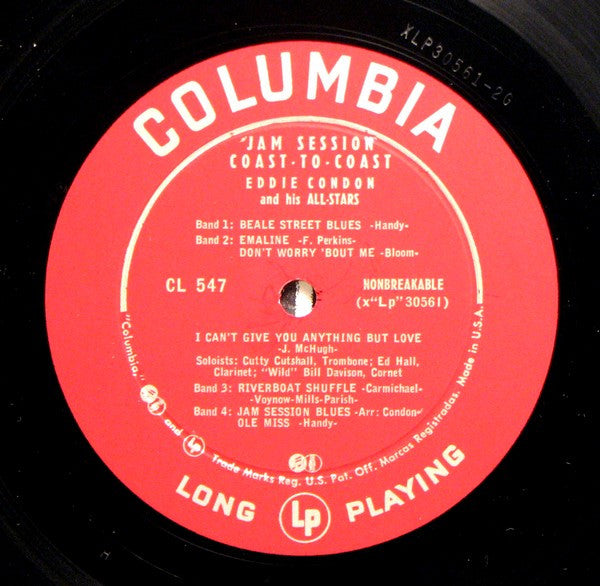 XLP30561-2G
COLUMBIA
"JAM SESSION
COAST-TO-COAST
EDDIE CONDON
and his ALL-STARS
Band 1: BEALE STREET BLUES -Handy-
Band 2: EMALINE -F. Perkins-
DON'T WORRY 'BOUT ME -Bloom-
CL 547
NONBREAKABLE
(x"Lp"30561)
I CAN'T GIVE YOU ANYTHING BUT LOVE
-J. McHugh-
Soloists: Cutty Cutshall, Trombone; Ed Hall,
Clarinet; "Wild" Bill Davison, Cornet
Band 3: RIVERBOAT SHUFFLE -Carmichael-
-Voynow-Mills-Parish-
Band 4: JAM SESSION BLUES -Arr: Condon-
OLE MISS -Handy-
"Columbia," and Lp Trade Marks Reg. U.S. Pat. Off. Marcas Registradas. Made in U.S.A.
LONG Lp PLAYING